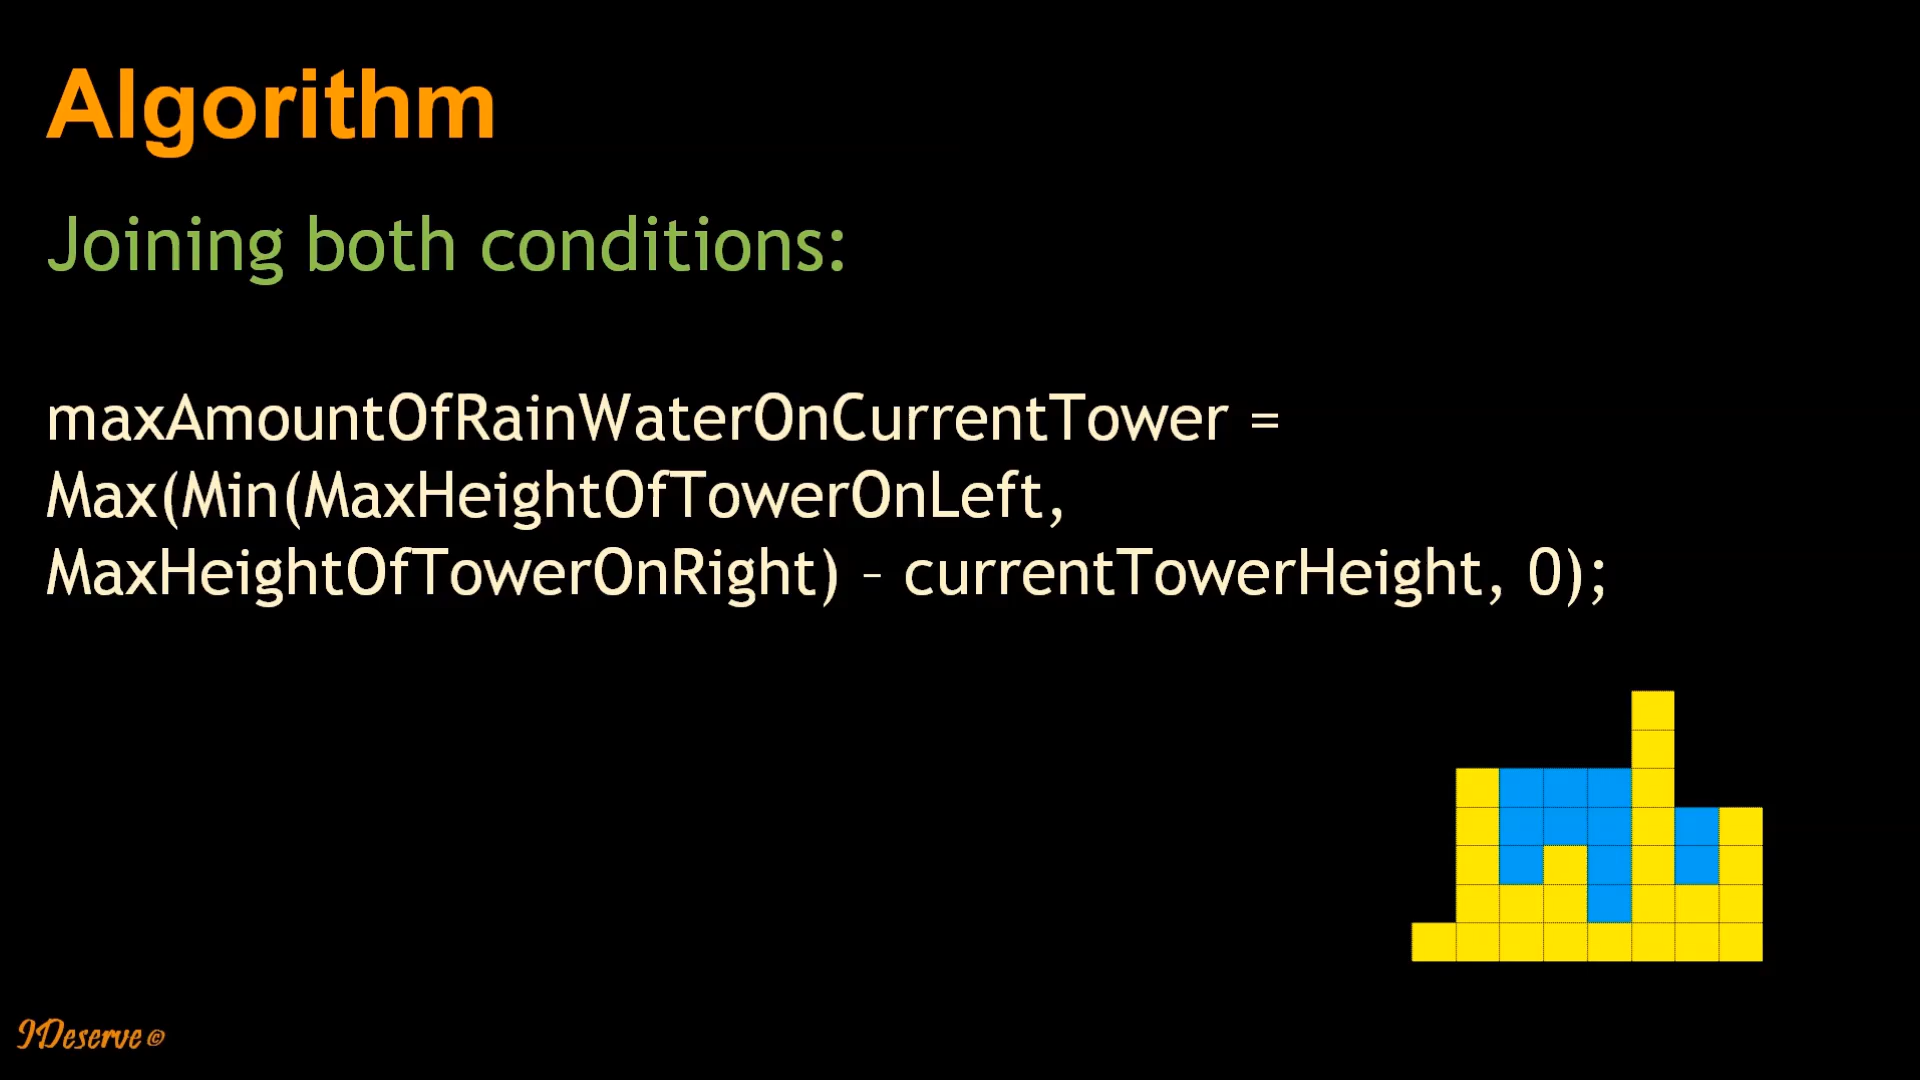 Algorithm
Joining both conditions:
maxAmountOfRainWaterOnCurrentTower =
Max(Min(MaxHeightOfTowerOnLeft,
MaxHeightOfTowerOnRight) – currentTowerHeight, 0);
IDeserve ©